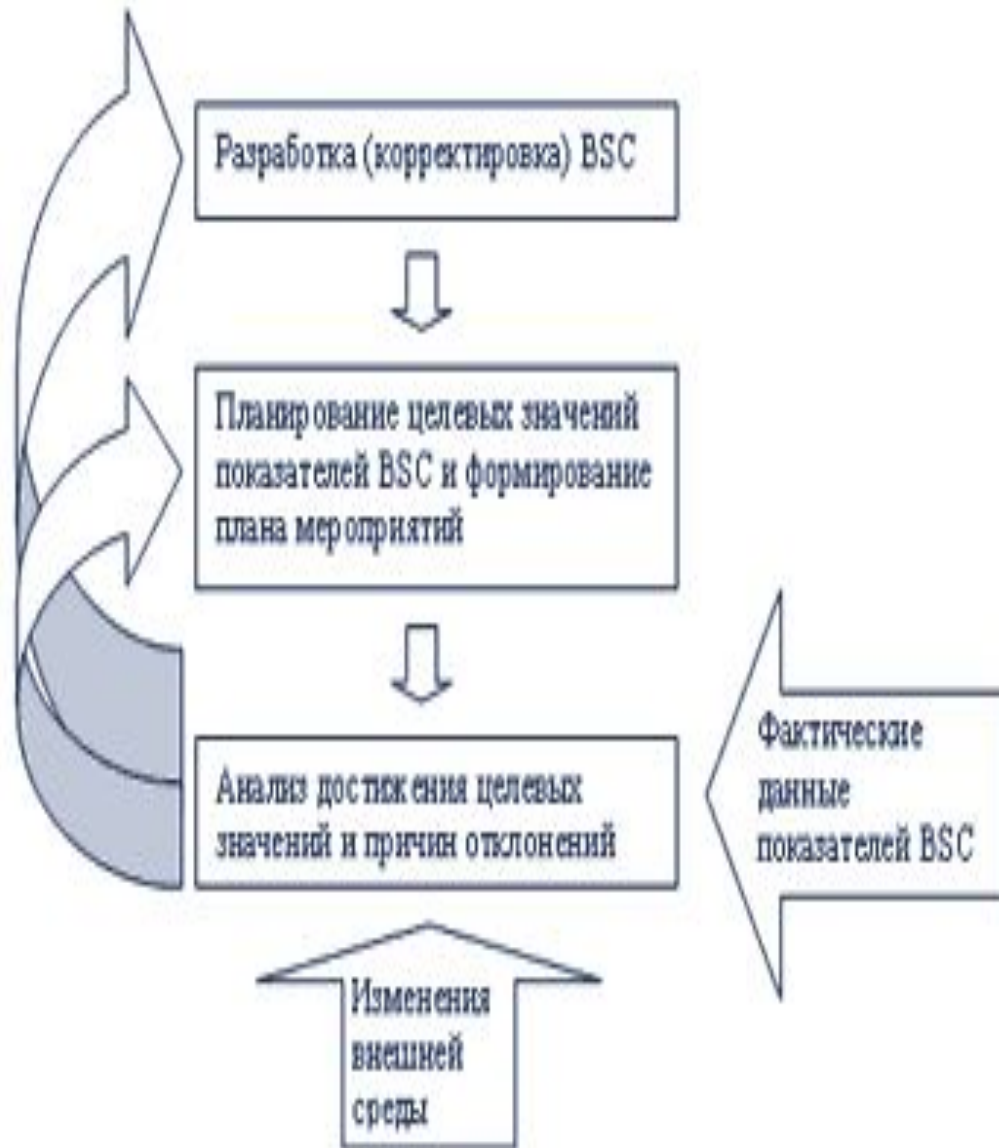 Разработка (корректировка) BSC
Планирование целевых значений
показателей BSC и формирование
плана мероприятий
Анализ достижения целевых
значений и причин отклонений
Фактические
данные
показателей BSC
Изменения
внешней
среды